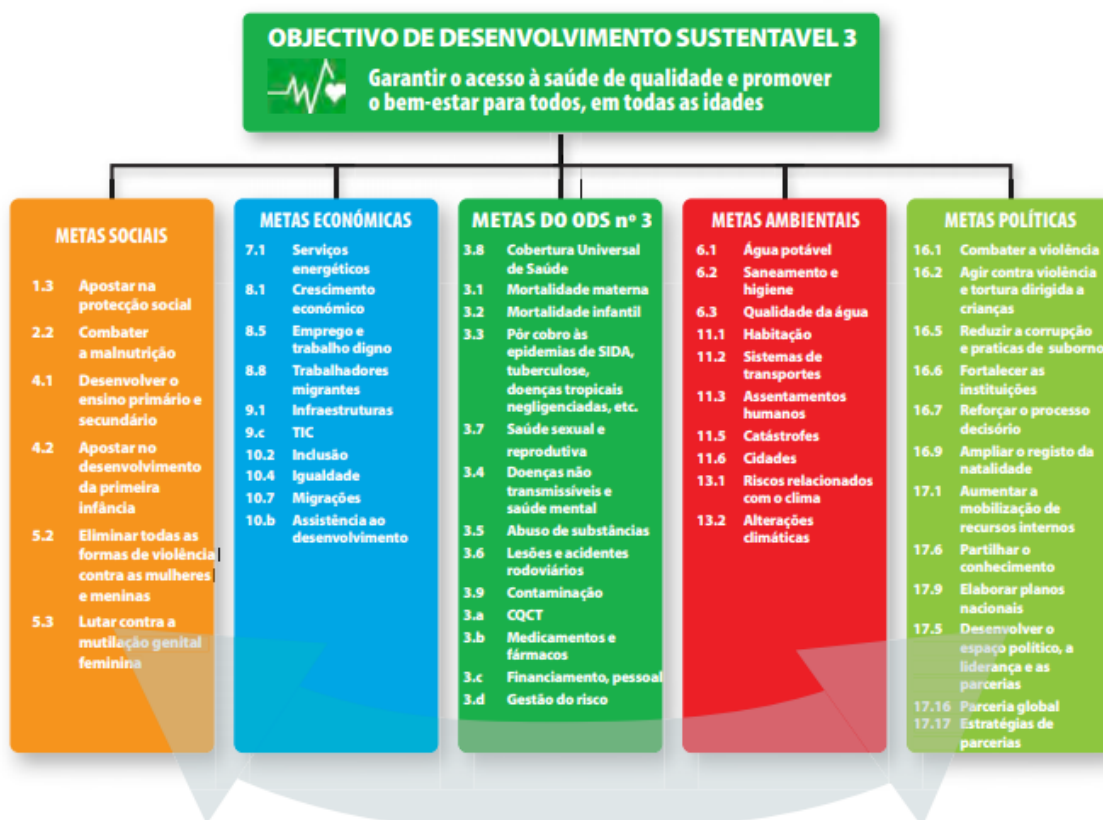 OBJECTIVO DE DESENVOLVIMENTO SUSTENTAVEL 3
Garantir o acesso à saúde de qualidade e promover
o bem-estar para todos, em todas as idades
METAS SOCIAIS
1.3 Apostar na
protecção social
2.2 Combater
a malnutrição
4.1 Desenvolver o
ensino primário e
secundário
4.2 Apostar no
desenvolvimento
da primeira
infância
5.2 Eliminar todas as
formas de violência
contra as mulheres
e meninas
5.3 Lutar contra a
mutilação genital
feminina
METAS ECONÓMICAS
7.1 Serviços
energéticos
8.1 Crescimento
económico
8.5 Emprego e
trabalho digno
8.8 Trabalhadores
migrantes
9.1 Infraestruturas
9.c TIC
10.2 Inclusão
10.4 Igualdade
10.7 Migrações
10.b Assistência ao
desenvolvimento
METAS DO ODS nº 3
3.8 Cobertura Universal
de Saúde
3.1 Mortalidade materna
3.2 Mortalidade infantil
3.3 Pôr cobro às
epidemias de SIDA,
tuberculose,
doenças tropicais
negligenciadas, etc.
3.7 Saúde sexual e
reprodutiva
3.4 Doenças não
transmissíveis e
saúde mental
3.5 Abuso de substâncias
3.6 Lesões e acidentes
rodoviários
3.9 Contaminação
3.a CQCT
3.b Medicamentos e
fármacos
3.c Financiamento, pessoal
3.d Gestão do risco
METAS AMBIENTAIS
6.1 Água potável
6.2 Saneamento e
higiene
6.3 Qualidade da água
11.1 Habitação
11.2 Sistemas de
transportes
11.3 Assentamentos
humanos
11.5 Catástrofes
11.6 Cidades
13.1 Riscos relacionados
com o clima
13.2 Alterações
climáticas
METAS POLÍTICAS
16.1 Combater a violência
16.2 Agir contra violência
e tortura dirigida a
crianças
16.5 Reduzir a corrupção
e praticas de suborno
16.6 Fortalecer as
instituições
16.7 Reforçar o processo
decisório
16.9 Ampliar o registo da
natalidade
17.1 Aumentar a
mobilização de
recursos internos
17.6 Partilhar o
conhecimento
17.9 Elaborar planos
nacionais
17.5 Desenvolver o
espaço político, a
liderança e as
parcerias
17.16 Parceria global
17.17 Estratégias de
parcerias